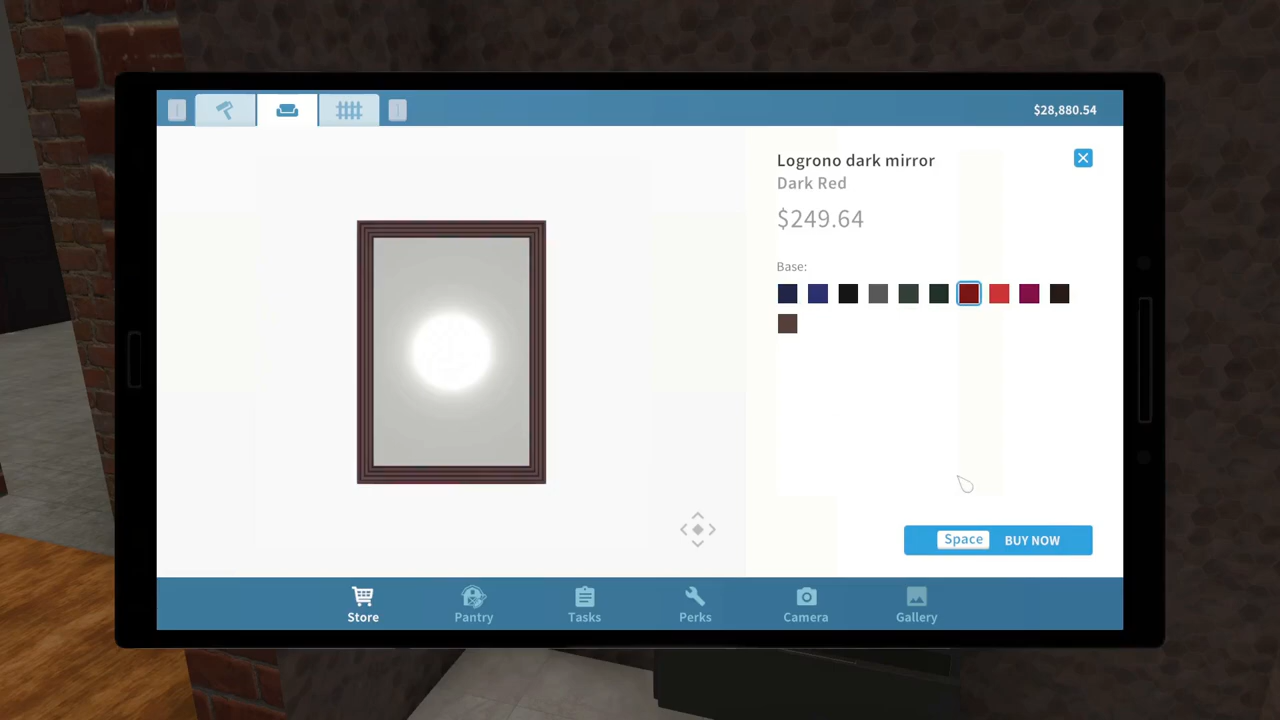 $28,880.54
Logrono dark mirror
Dark Red
$249.64
Base:
Space BUY NOW
Store Pantry Tasks Perks Camera Gallery